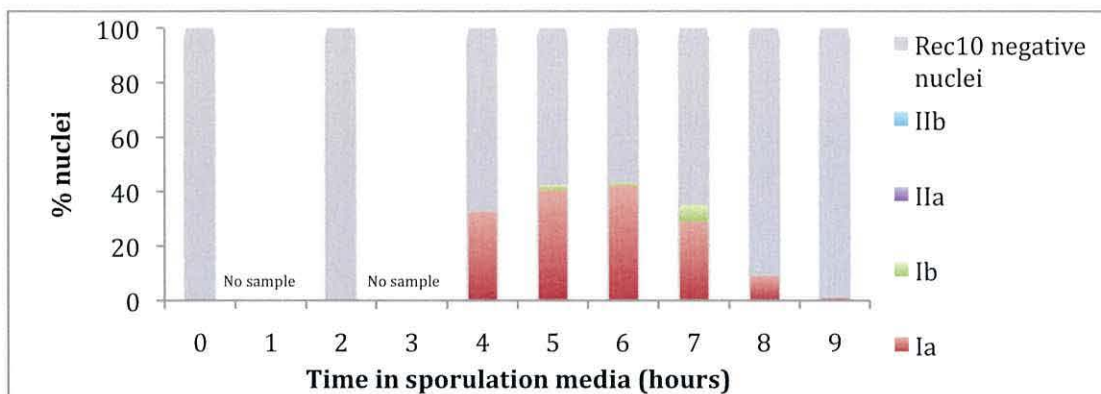 100
80
60
40
20
0
% nuclei
No sample
No sample
0 1 2 3 4 5 6 7 8 9
Time in sporulation media (hours)
Rec10 negative
nuclei
IIb
IIa
Ib
Ia